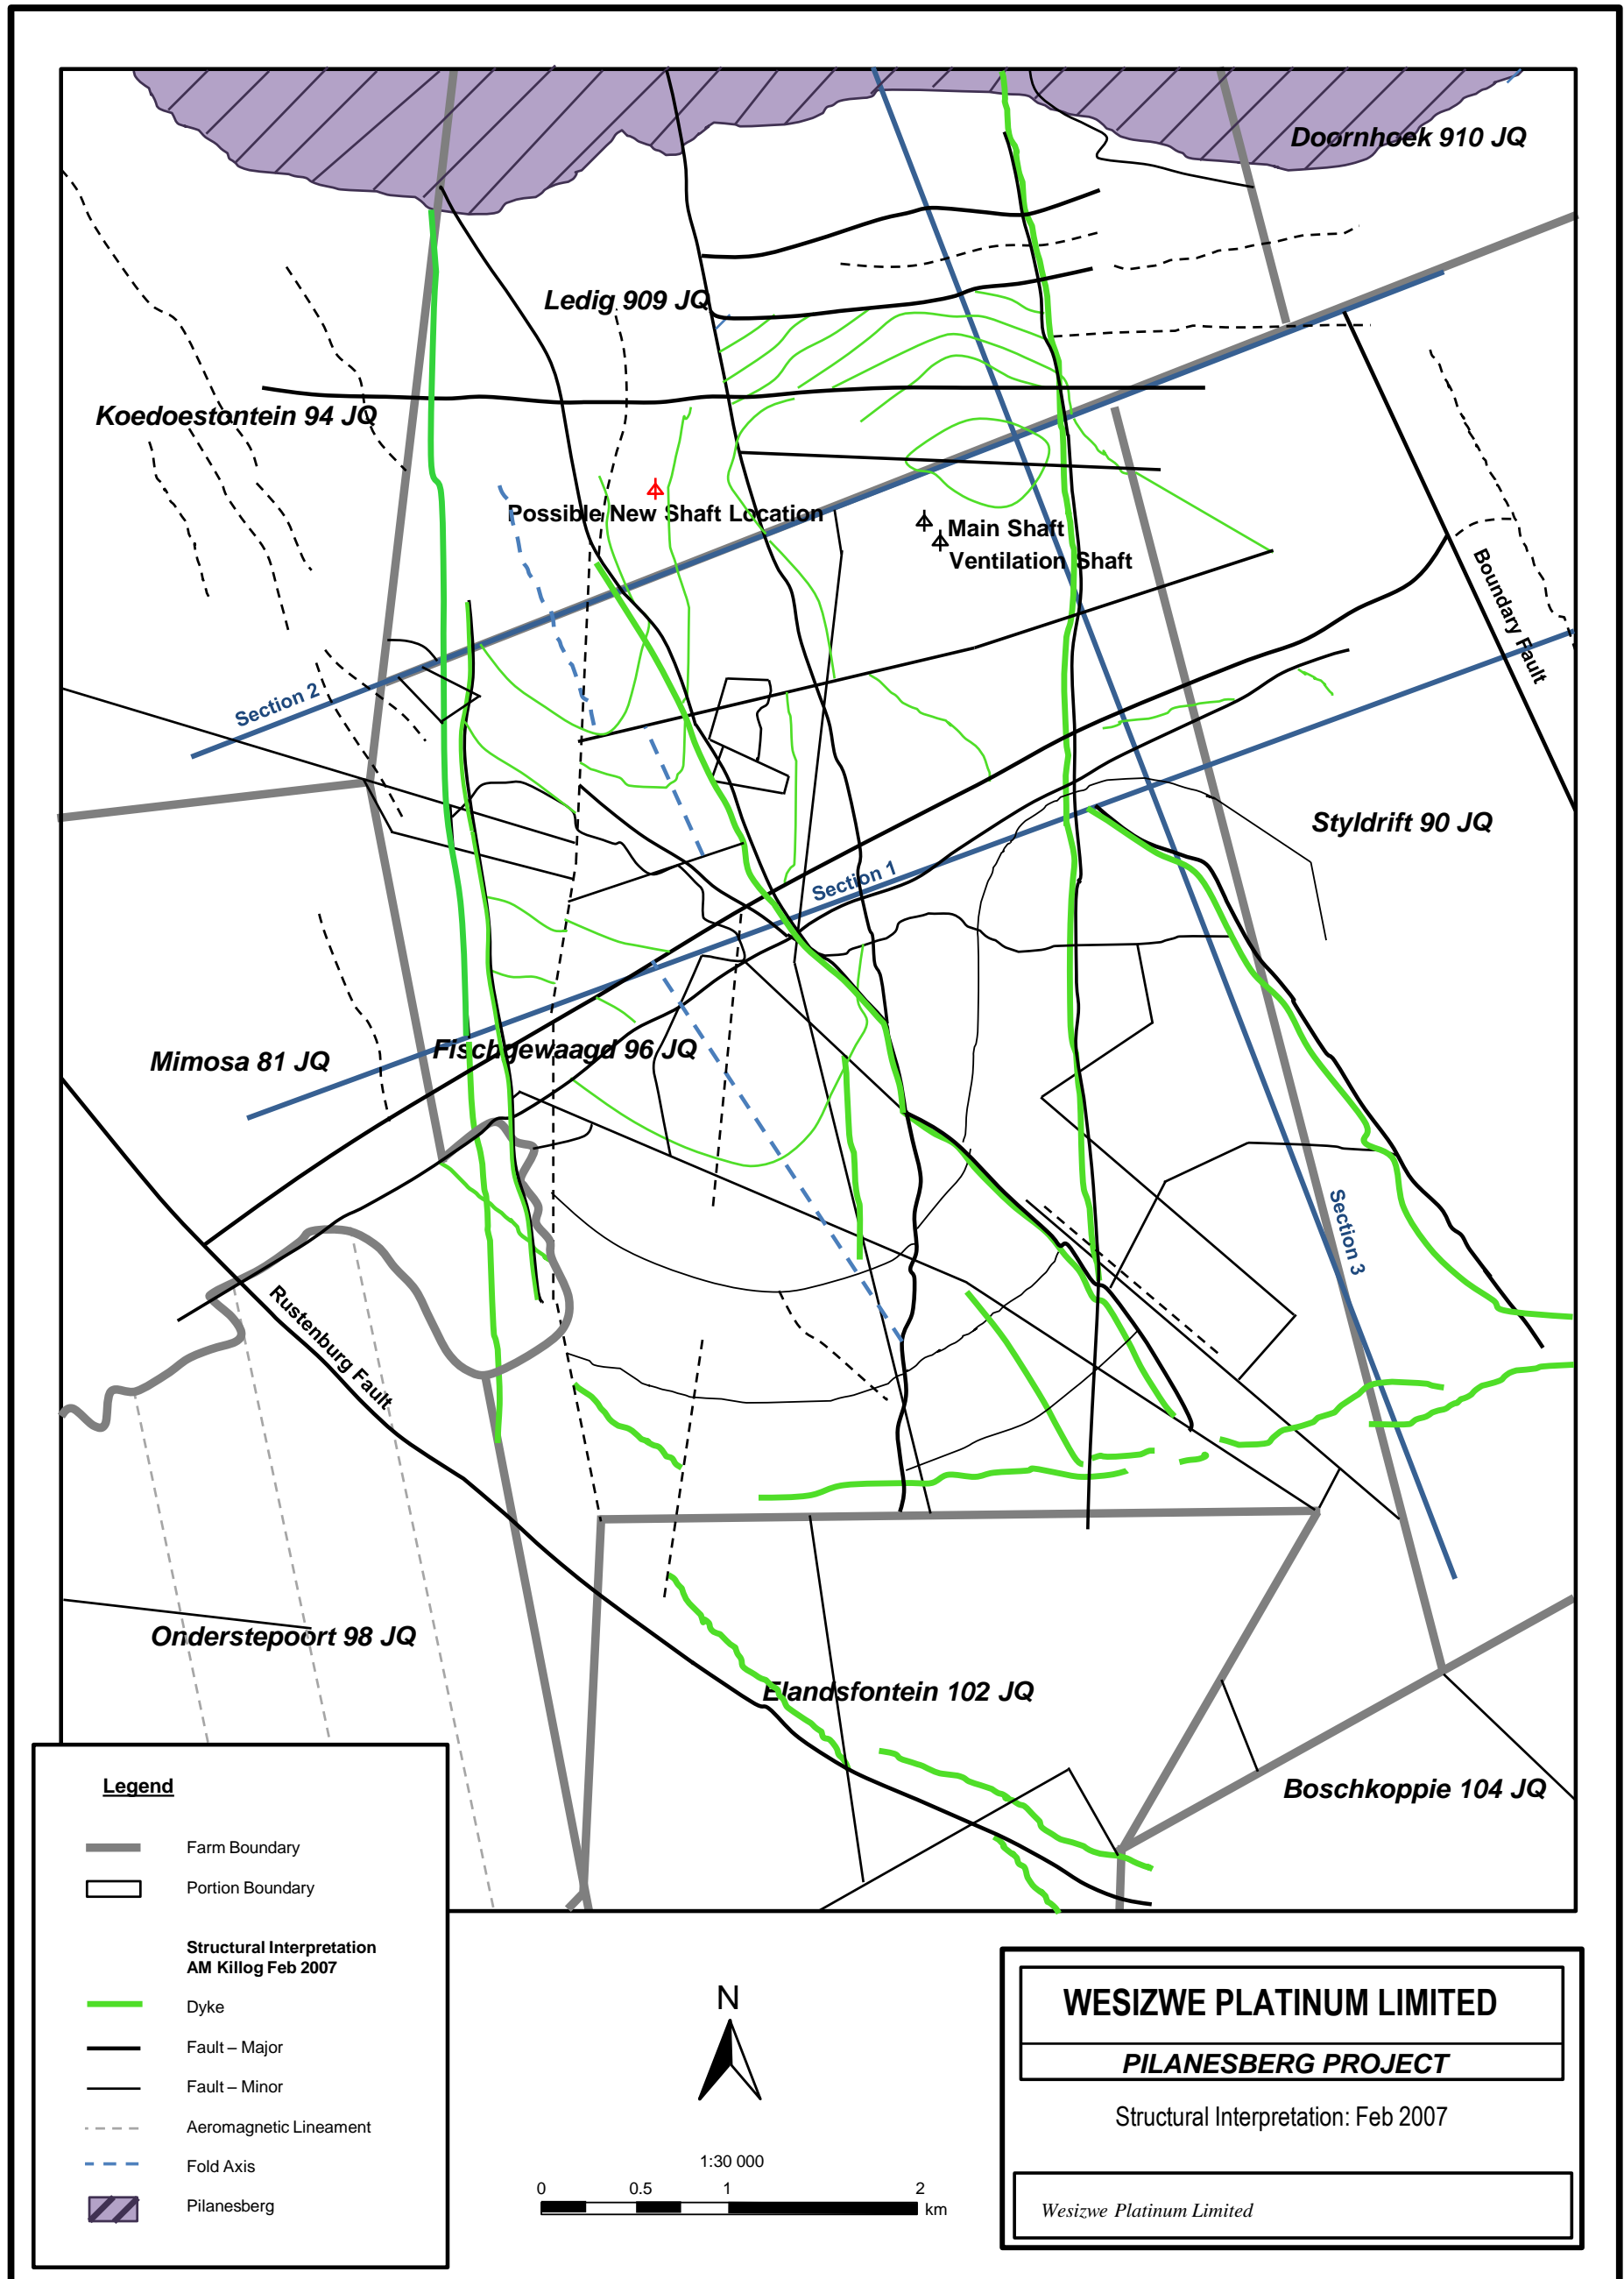 Doornhoek 910 JQ
Ledig 909 JQ
Koedoestontein 94 JQ
Possible New Shaft Location
Main Shaft
Ventilation Shaft
Boundary Fault
Section 2
Styldrift 90 JQ
Section 1
Mimosa 81 JQ
Fischgewaagd 96 JQ
Section 3
Rustenburg Fault
Onderstepoort 98 JQ
Elandsfontein 102 JQ
Boschkoppie 104 JQ
Legend
Farm Boundary
Portion Boundary
Structural Interpretation
AM Killog Feb 2007
Dyke
Fault – Major
Fault – Minor
Aeromagnetic Lineament
Fold Axis
Pilanesberg
N
1:30 000
0 0.5 1 2
km
WESIZWE PLATINUM LIMITED
PILANESBERG PROJECT
Structural Interpretation: Feb 2007
Wesizwe Platinum Limited